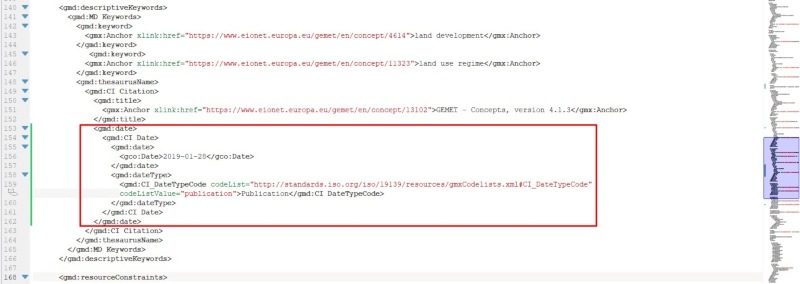 140 <gmd:descriptiveKeywords>
141 <gmd:MD Keywords>
142 <gmd:keyword>
143 <gmx:Anchor xlink:href="https://www.eionet.europa.eu/gemet/en/concept/4614">land development</gmx:Anchor>
144 </gmd:keyword>
145 <gmd:keyword>
146 <gmx:Anchor xlink:href="https://www.eionet.europa.eu/gemet/en/concept/11323">land use regime</gmx:Anchor>
147 </gmd:keyword>
148 <gmd:thesaurusName>
149 <gmd:CI Citation>
150 <gmd:title>
151 <gmx:Anchor xlink:href="https://www.eionet.europa.eu/gemet/en/concept/13102">GEMET - Concepts, version 4.1.3</gmx:Anchor>
152 </gmd:title>
153 <gmd:date>
154 <gmd:CI Date>
155 <gmd:date>
156 <gco:Date>2019-01-28</gco:Date>
157 </gmd:date>
158 <gmd:dateType>
159 <gmd:CI_DateTypeCode codeList="http://standards.iso.org/iso/19139/resources/gmxCodelists.xml#CI_DateTypeCode"
codeListValue="publication">Publication</gmd:CI DateTypeCode>
160 </gmd:dateType>
161 </gmd:CI Date>
162 </gmd:date>
163 </gmd:CI Citation>
164 </gmd:thesaurusName>
165 </gmd:MD Keywords>
166 </gmd:descriptiveKeywords>
167
168 <gmd:resourceConstraints>